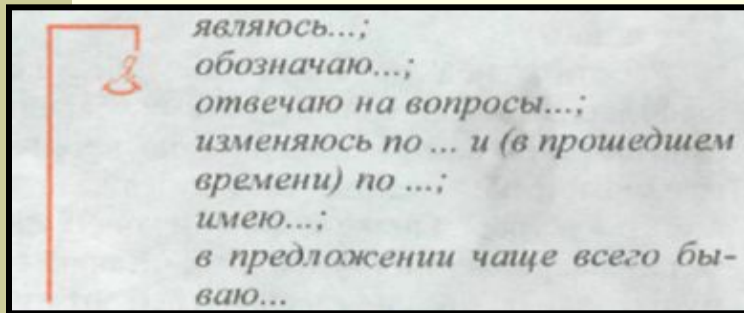 являюсь...;
обозначаю...;
отвечаю на вопросы...;
изменяюсь по ... и (в прошедшем
времени) по ...;
имею...;
в предложении чаще всего бы-
ваю...